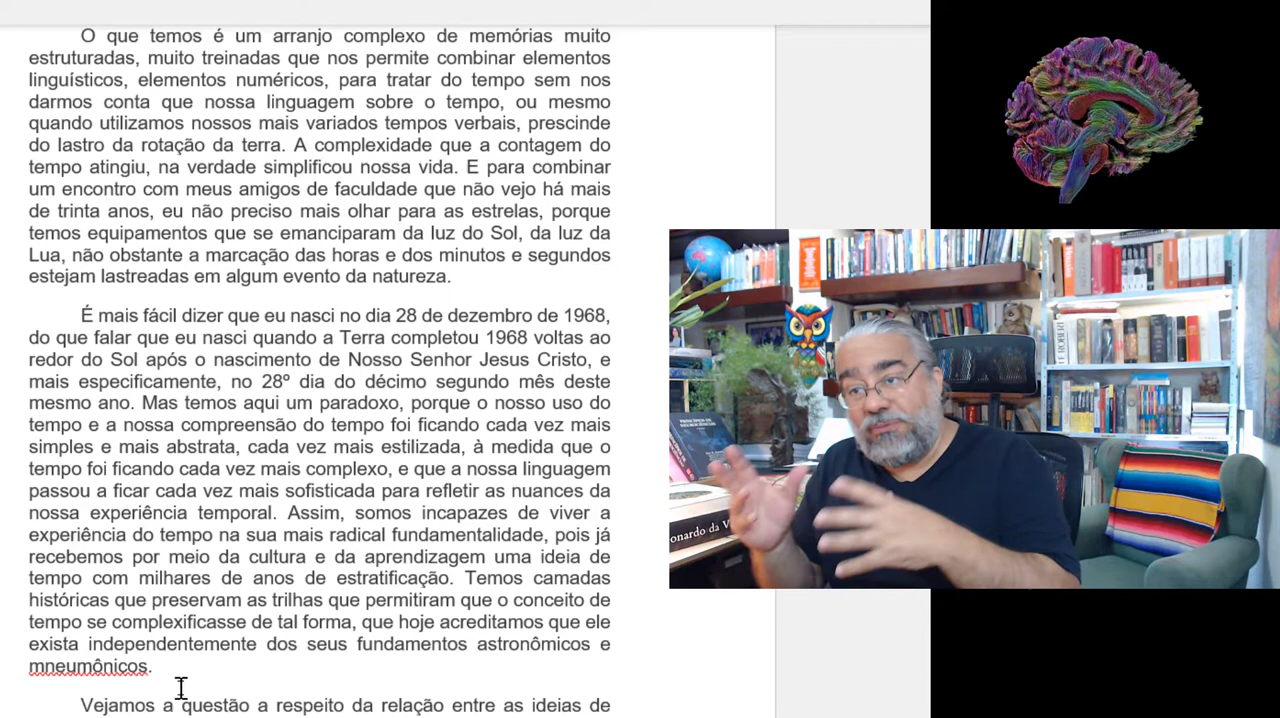 O que temos é um arranjo complexo de memórias muito
estruturadas, muito treinadas que nos permite combinar elementos
linguísticos, elementos numéricos, para tratar do tempo sem nos
darmos conta que nossa linguagem sobre o tempo, ou mesmo
quando utilizamos nossos mais variados tempos verbais, prescinde
do lastro da rotação da terra. A complexidade que a contagem do
tempo atingiu, na verdade simplificou nossa vida. E para combinar
um encontro com meus amigos de faculdade que não vejo há mais
de trinta anos, eu não preciso mais olhar para as estrelas, porque
temos equipamentos que se emanciparam da luz do Sol, da luz da
Lua, não obstante a marcação das horas e dos minutos e segundos
estejam lastreadas em algum evento da natureza.
É mais fácil dizer que eu nasci no dia 28 de dezembro de 1968,
do que falar que eu nasci quando a Terra completou 1968 voltas ao
redor do Sol após o nascimento de Nosso Senhor Jesus Cristo, e
mais especificamente, no 28º dia do décimo segundo mês deste
mesmo ano. Mas temos aqui um paradoxo, porque o nosso uso do
tempo e a nossa compreensão do tempo foi ficando cada vez mais
simples e mais abstrata, cada vez mais estilizada, à medida que o
tempo foi ficando cada vez mais complexo, e que a nossa linguagem
passou a ficar cada vez mais sofisticada para refletir as nuances da
nossa experiência temporal. Assim, somos incapazes de viver a
experiência do tempo na sua mais radical fundamentalidade, pois já
recebemos por meio da cultura e da aprendizagem uma ideia de
tempo com milhares de anos de estratificação. Temos camadas
históricas que preservam as trilhas que permitiram que o conceito de
tempo se complexificasse de tal forma, que hoje acreditamos que ele
exista independentemente dos seus fundamentos astronômicos e
mneumônicos.
Vejamos a questão a respeito da relação entre as ideias de